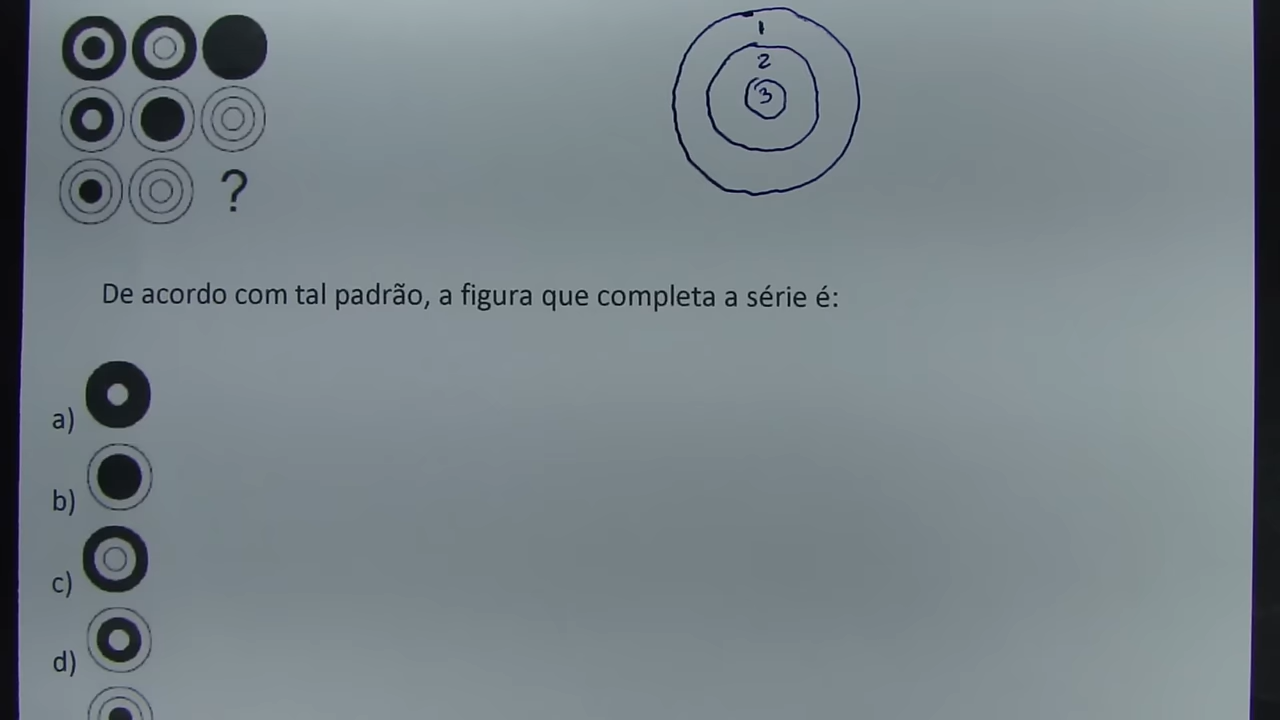 1
2
3
?
De acordo com tal padrão, a figura que completa a série é:
a)
b)
c)
d)